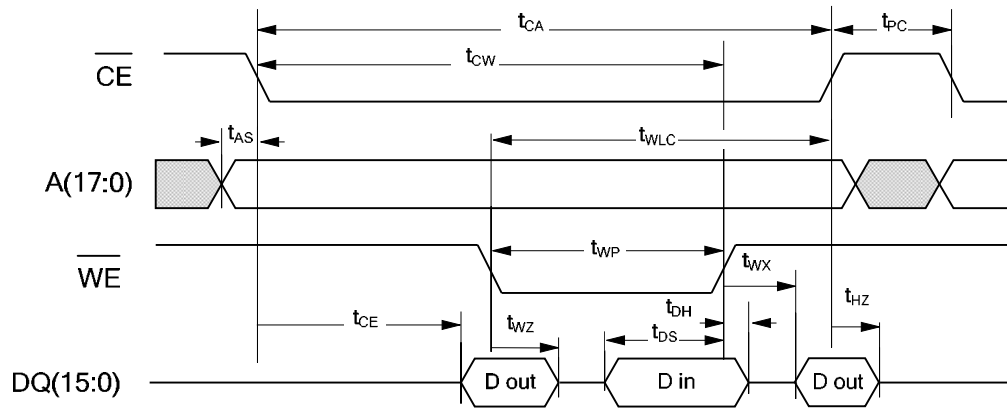 tCA
tPC
CE
tCW
tAS
tWLC
A(17:0)
tWP
WE
tWX
tDH
tHZ
tCE
tWZ
tDS
DQ(15:0)
D out
D in
D out